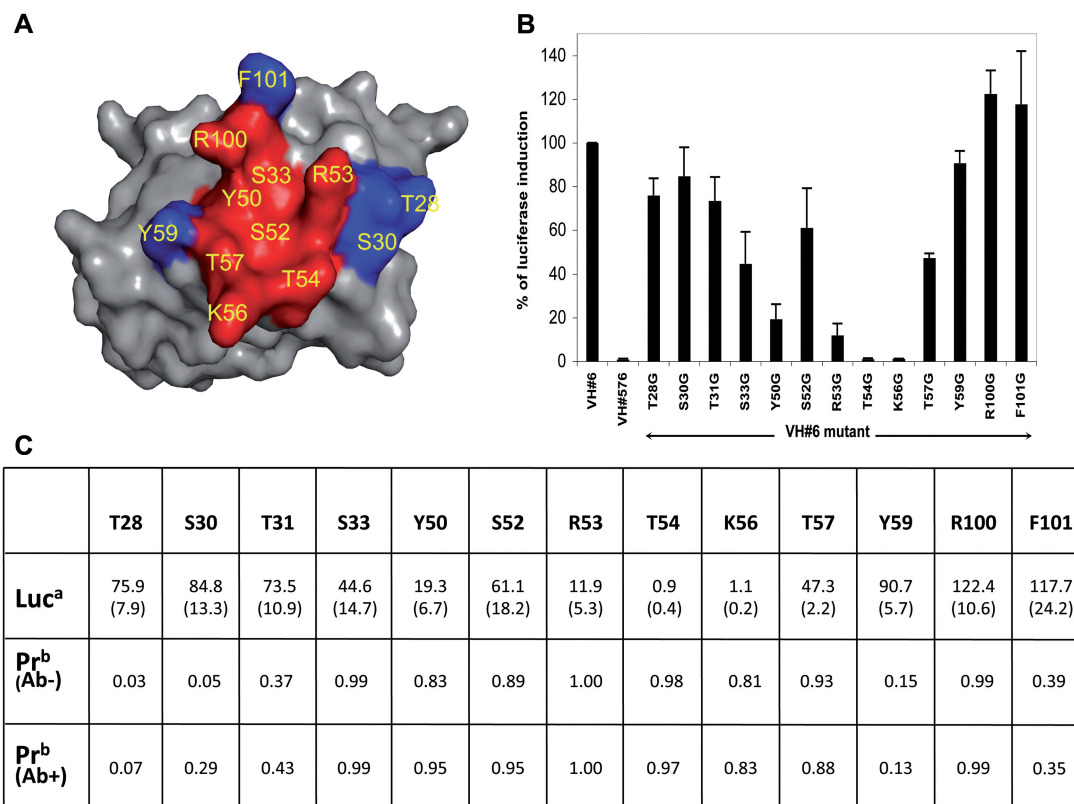 A
F101
R100
S33
R53
Y50
T28
Y59
S52
S30
T57
T54
K56
B
% of luciferase induction
140
120
100
80
60
40
20
0
VH#6
VH#576
T28G
S30G
T31G
S33G
Y50G
S52G
R53G
T54G
K56G
T57G
Y59G
R100G
F101G
VH#6 mutant
C
T28 S30 T31 S33 Y50 S52 R53 T54 K56 T57 Y59 R100 F101
Lucᵃ 75.9 84.8 73.5 44.6 19.3 61.1 11.9 0.9 1.1 47.3 90.7 122.4 117.7
(7.9) (13.3) (10.9) (14.7) (6.7) (18.2) (5.3) (0.4) (0.2) (2.2) (5.7) (10.6) (24.2)
Prᵇ
(Ab-) 0.03 0.05 0.37 0.99 0.83 0.89 1.00 0.98 0.81 0.93 0.15 0.99 0.39
Prᵇ
(Ab+) 0.07 0.29 0.43 0.99 0.95 0.95 1.00 0.97 0.83 0.88 0.13 0.99 0.35